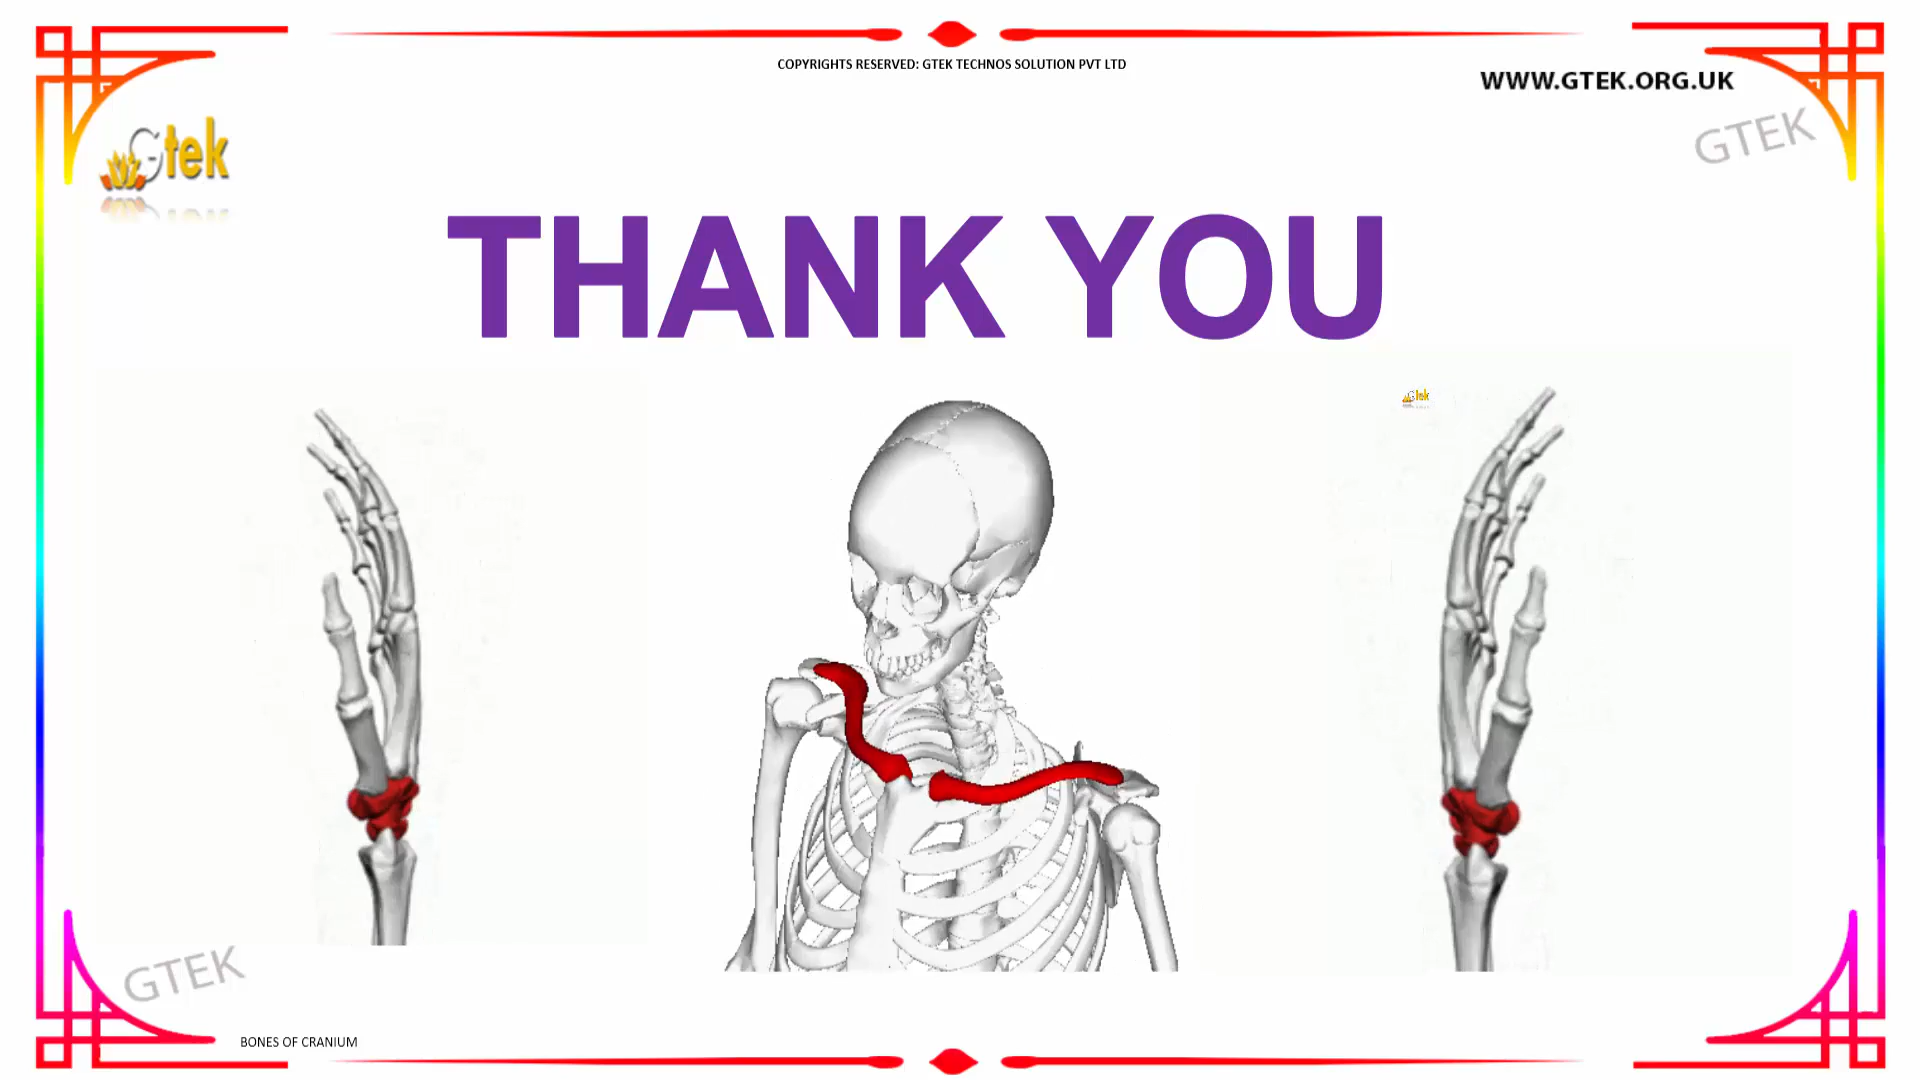 COPYRIGHTS RESERVED: GTEK TECHNOS SOLUTION PVT LTD
WWW.GTEK.ORG.UK
GTEK
Gtek
THANK YOU
Gtek
GTEK
BONES OF CRANIUM